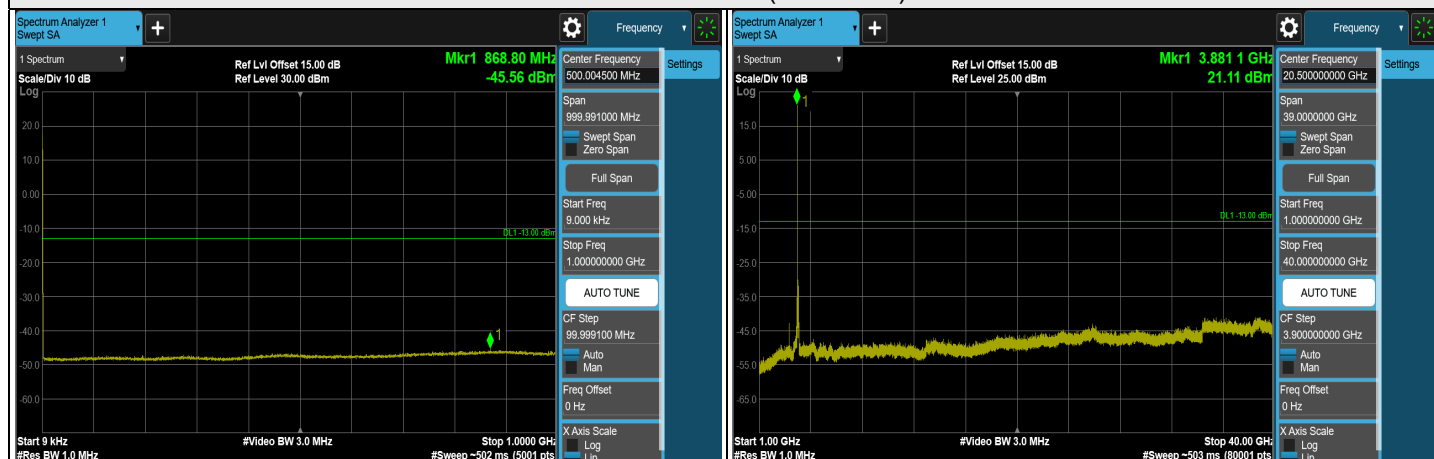 Spectrum Analyzer 1
Swept SA
+
Frequency
1 Spectrum
Scale/Div 10 dB
Log
Ref Lvl Offset 15.00 dB
Ref Level 30.00 dBm
Mkr1 868.80 MHz
-45.56 dBm
20.0
10.0
0.00
-10.0
-20.0
-30.0
-40.0
-50.0
-60.0
DL1 -13.00 dBm
1
Start 9 kHz
#Res BW 1.0 MHz
#Video BW 3.0 MHz
Stop 1.0000 GHz
#Sweep ~502 ms (5001 pts
Center Frequency
500.004500 MHz
Settings
Span
999.991000 MHz
Swept Span
Zero Span
Full Span
Start Freq
9.000 kHz
Stop Freq
1.000000000 GHz
AUTO TUNE
CF Step
99.999100 MHz
Auto
Man
Freq Offset
0 Hz
X Axis Scale
Log
Lin
Spectrum Analyzer 1
Swept SA
+
Frequency
1 Spectrum
Scale/Div 10 dB
Log
Ref Lvl Offset 15.00 dB
Ref Level 25.00 dBm
Mkr1 3.881 1 GHz
21.11 dBm
1
15.0
5.00
-5.00
-15.0
-25.0
-35.0
-45.0
-55.0
-65.0
DL1 -13.00 dBm
Start 1.00 GHz
#Res BW 1.0 MHz
#Video BW 3.0 MHz
Stop 40.00 GHz
#Sweep ~503 ms (80001 pts
Center Frequency
20.500000000 GHz
Settings
Span
39.0000000 GHz
Swept Span
Zero Span
Full Span
Start Freq
1.000000000 GHz
Stop Freq
40.000000000 GHz
AUTO TUNE
CF Step
3.900000000 GHz
Auto
Man
Freq Offset
0 Hz
X Axis Scale
Log
Lin